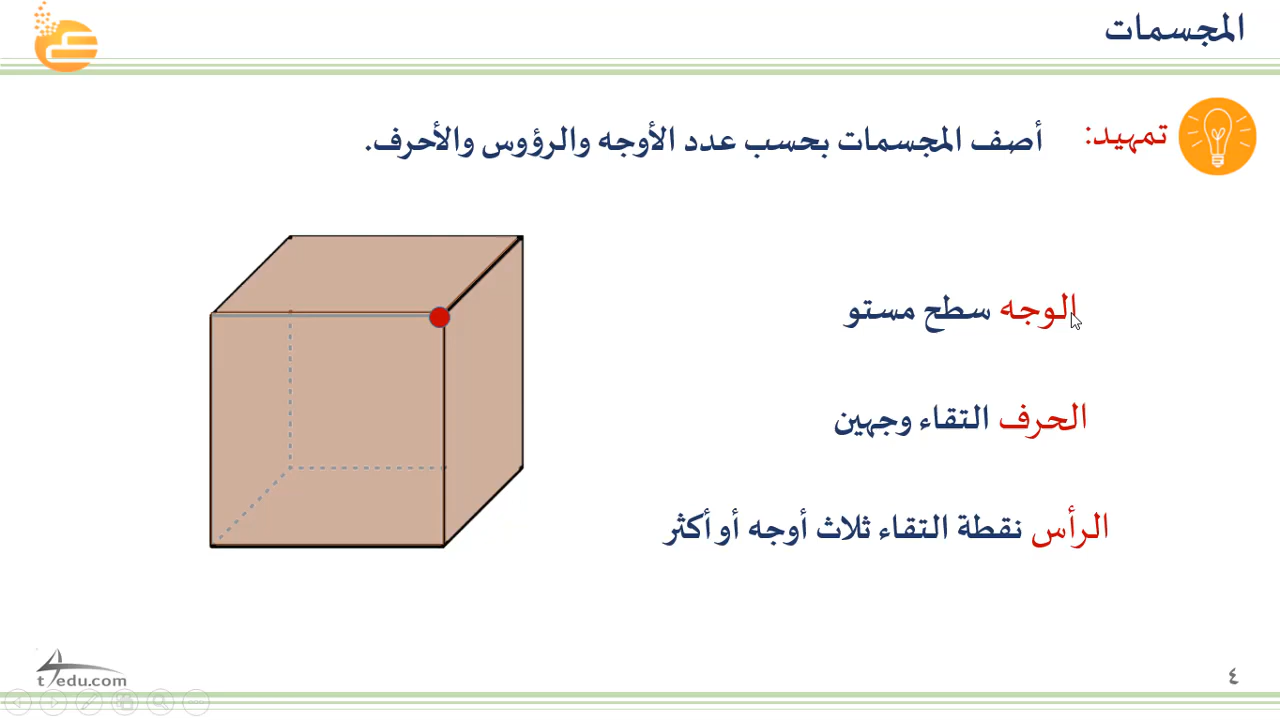 المجسمات
تمهيد: أصف المجسمات بحسب عدد الأوجه والرؤوس والأحرف.
الوجه سطح مستو
الحرف التقاء وجهين
الرأس نقطة التقاء ثلاث أوجه أو أكثر
t4edu.com
٤